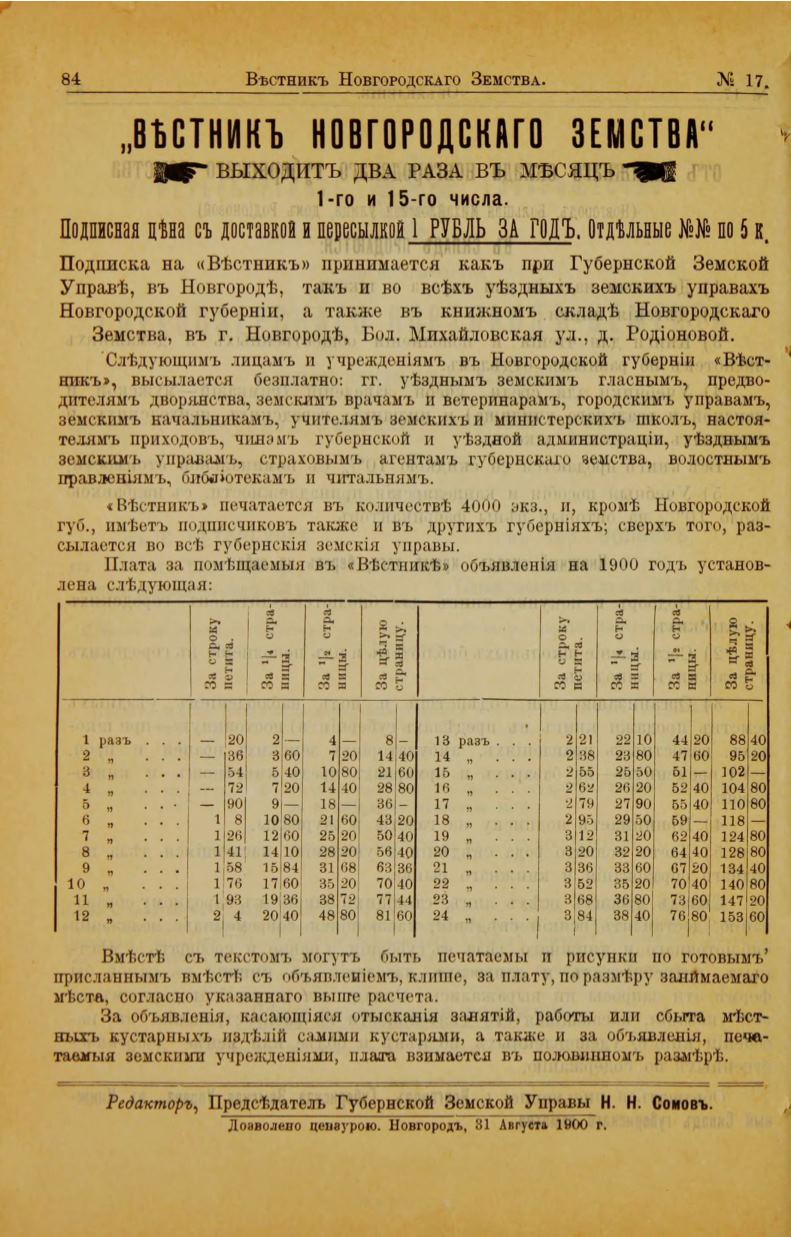 84 Вѣстникъ Новгородскаго Земства. № 17.
„ВѢСТНИКЪ НОВГОРОДСКАГО ЗЕМСТВА“
ВЫХОДИТЪ ДВА РАЗА ВЪ МѢСЯЦЪ
1-го и 15-го числа.
Подписная цѣна съ доставкой и пересылкой 1 РУБЛЬ ЗА ГОДЪ. Отдѣльные №№ по 5 к.
Подписка на «Вѣстникъ» принимается какъ при Губернской Земской
Управѣ, въ Новгородѣ, такъ и во всѣхъ уѣздныхъ земскихъ управахъ
Новгородской губерніи, а также въ книжномъ складѣ Новгородскаго
Земства, въ г. Новгородѣ, Бол. Михайловская ул., д. Родіоновой.
Слѣдующимъ лицамъ и учрежденіямъ въ Новгородской губерніи «Вѣст-
никъ», высылается безплатно: гг. уѣзднымъ земскимъ гласнымъ, предво-
дителямъ дворянства, земскимъ врачамъ и ветеринарамъ, городскимъ управамъ,
земскимъ начальникамъ, учителямъ земскихъ и министерскихъ школъ, настоя-
телямъ приходовъ, чинамъ губернской и уѣздной администраціи, уѣзднымъ
земскимъ управамъ, страховымъ агентамъ губернскаго земства, волостнымъ
правленіямъ, библіотекамъ и читальнямъ.
«Вѣстникъ» печатается въ количествѣ 4000 экз., и, кромѣ Новгородской
губ., имѣетъ подписчиковъ также и въ другихъ губерніяхъ; сверхъ того, раз-
сылается во всѣ губернскія земскія управы.
Плата за помѣщаемыя въ «Вѣстникѣ» объявленія на 1900 годъ установ-
лена слѣдующая:
За строку петита. За 1/4 стра-ницы. За 1/2 стра-ницы. За цѣлую страницу. За строку петита. За 1/4 стра-ницы. За 1/2 стра-ницы. За цѣлую страницу.
1 разъ . . . — 20 2 — 4 — 8 – 13 разъ . . . 2 21 22 10 44 20 88 40
2 „ . . . — 36 3 60 7 20 14 40 14 „ . . . 2 38 23 80 47 60 95 20
3 „ . . . — 54 5 40 10 80 21 60 15 „ . . . 2 55 25 50 51 — 102 —
4 „ . . . — 72 7 20 14 40 28 80 16 „ . . . 2 62 26 20 52 40 104 80
5 „ . . . — 90 9 — 18 — 36 – 17 „ . . . 2 79 27 90 55 40 110 80
6 „ . . . 1 8 10 80 21 60 43 20 18 „ . . . 2 95 29 50 59 — 118 —
7 „ . . . 1 26 12 60 25 20 50 40 19 „ . . . 3 12 31 20 62 40 124 80
8 „ . . . 1 41 14 10 28 20 56 40 20 „ . . . 3 20 32 20 64 40 128 80
9 „ . . . 1 58 15 84 31 68 63 36 21 „ . . . 3 36 33 60 67 20 134 40
10 „ . . . 1 76 17 60 35 20 70 40 22 „ . . . 3 52 35 20 70 40 140 80
11 „ . . . 1 93 19 36 38 72 77 44 23 „ . . . 3 68 36 80 73 60 147 20
12 „ . . . 2 4 20 40 48 80 81 60 24 „ . . . 3 84 38 40 76 80 153 60
Вмѣстѣ съ текстомъ могутъ быть печатаемы и рисунки по готовымъ’
присланнымъ вмѣстѣ съ объявленіемъ, клише, за плату, по размѣру занимаемаго
мѣста, согласно указаннаго выше расчета.
За объявленія, касающіяся отысканія занятій, работы или сбыта мѣст-
ныхъ кустарныхъ издѣлій самими кустарями, а также и за объявленія, печа-
таемыя земскими учрежденіями, плата взимается въ половинномъ размѣрѣ.
Редакторъ, Предсѣдатель Губернской Земской Управы Н. Н. Сомовъ.
Дозволено цензурою. Новгородъ, 31 Августа 1900 г.